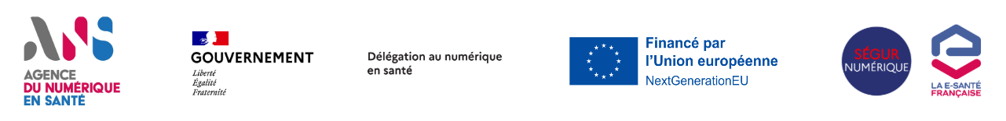 ANS
AGENCE
DU NUMÉRIQUE
EN SANTÉ
GOUVERNEMENT
Liberté
Égalité
Fraternité
Délégation au numérique
en santé
Financé par
l'Union européenne
NextGenerationEU
SÉGUR
NUMÉRIQUE
LA E-SANTÉ
FRANÇAISE